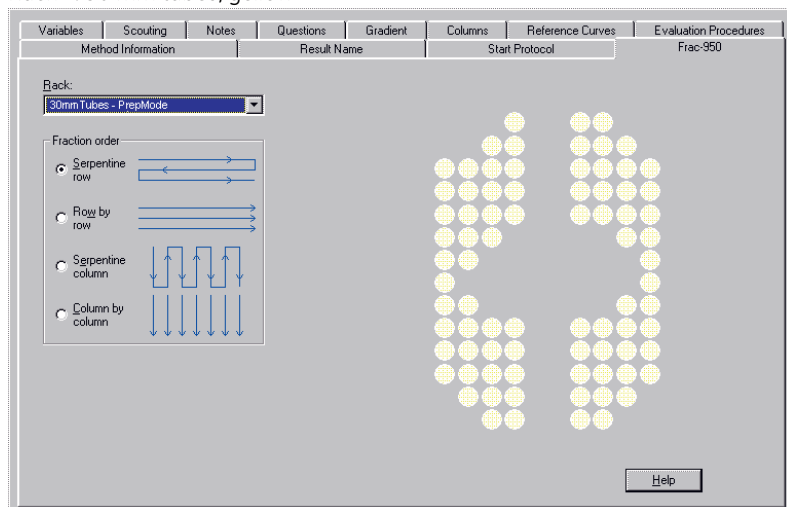 Variables Scouting Notes Questions Gradient Columns Reference Curves Evaluation Procedures
Method Information Result Name Start Protocol Frac-950
Rack:
30mm Tubes - PrepMode
Fraction order
Serpentine
row
Row by
row
Serpentine
column
Column by
column
Help